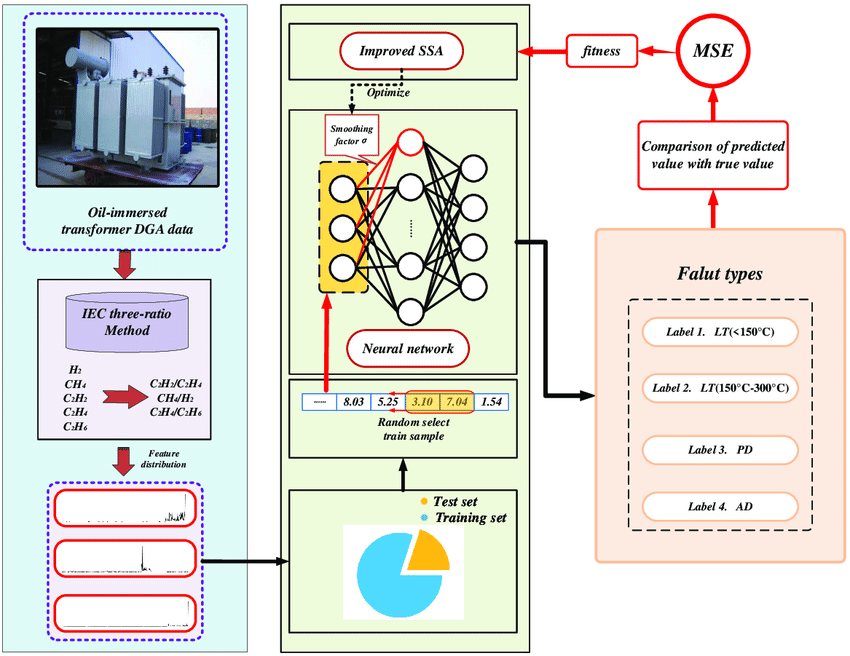 Oil-immersed
transformer DGA data
IEC three-ratio
Method
H₂
CH₄
C₂H₂
C₂H₄
C₂H₆
C₂H₂/C₂H₄
CH₄/H₂
C₂H₄/C₂H₆
Feature
distribution
Improved SSA
Optimize
Smoothing
factor σ
......
Neural network
...... 8.03 5.25 3.10 7.04 1.54
Random select
train sample
Test set
Training set
fitness
MSE
Comparison of predicted
value with true value
Falut types
Label 1. LT(<150°C)
Label 2. LT(150°C-300°C)
Label 3. PD
Label 4. AD